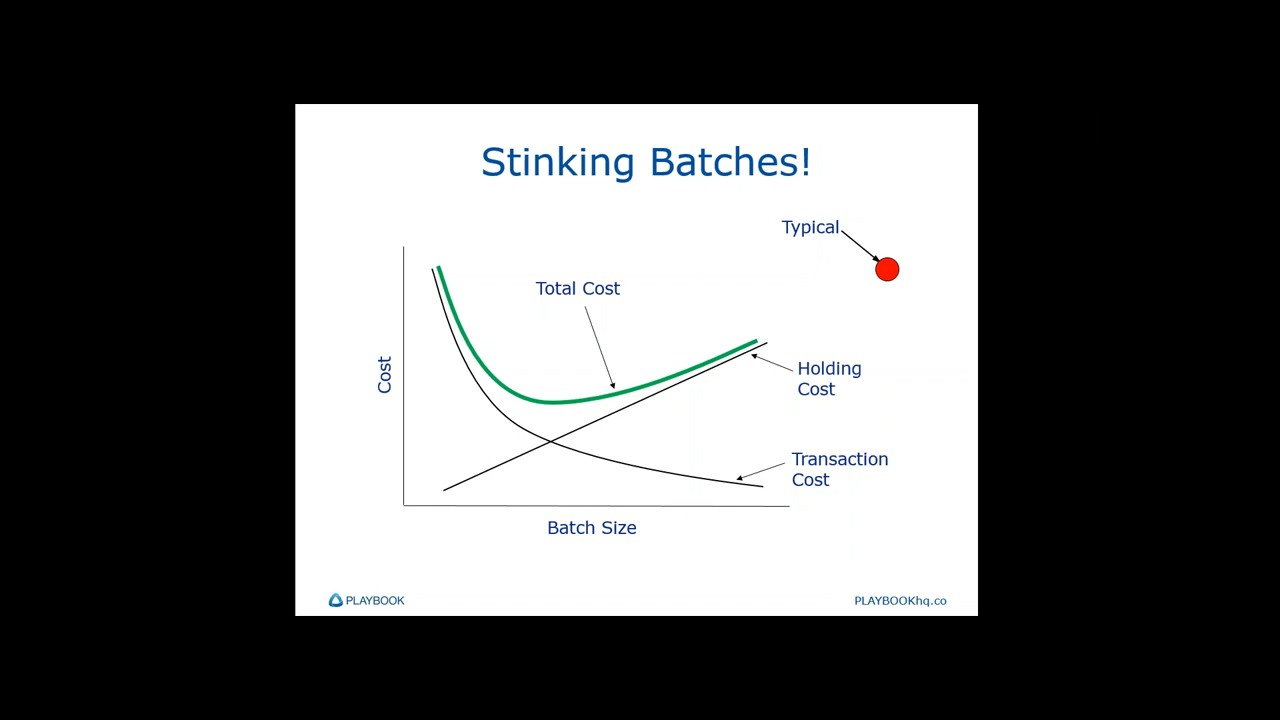 Stinking Batches!
Typical
Total Cost
Cost
Holding
Cost
Transaction
Cost
Batch Size
PLAYBOOK
PLAYBOOKhq.co